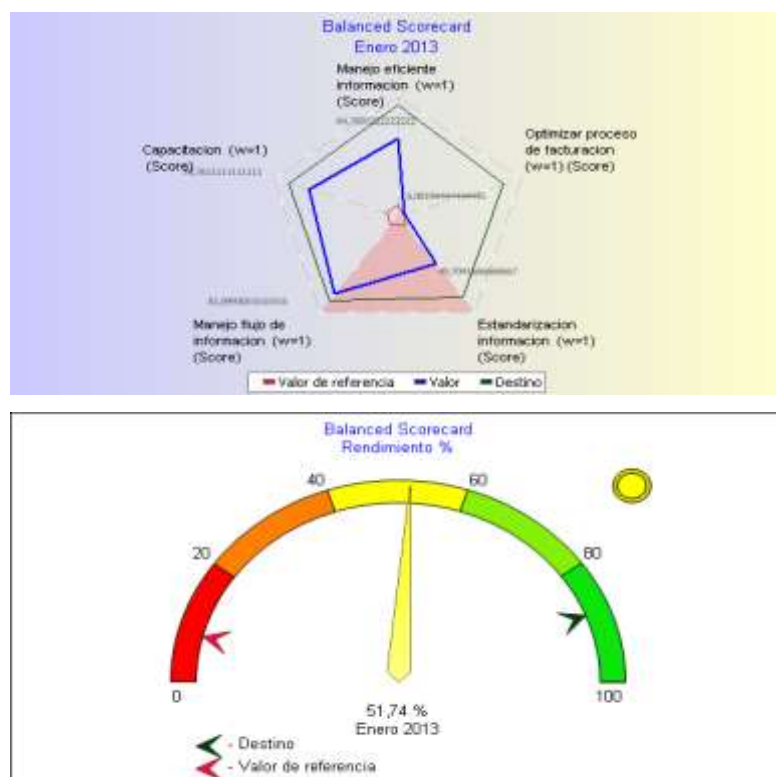 Balanced Scorecard
Enero 2013
Manejo eficiente
informacion (w=1)
(Score)
Optimizar proceso
de facturacion
(w=1) (Score)
Capacitacion (w=1)
(Score)
Manejo flujo de
informacion (w=1)
(Score)
Estandarizacion
informacion (w=1)
(Score)
Valor de referencia Valor Destino
Balanced Scorecard
Rendimiento %
40
60
20
80
0
100
51,74 %
Enero 2013
- Destino
- Valor de referencia